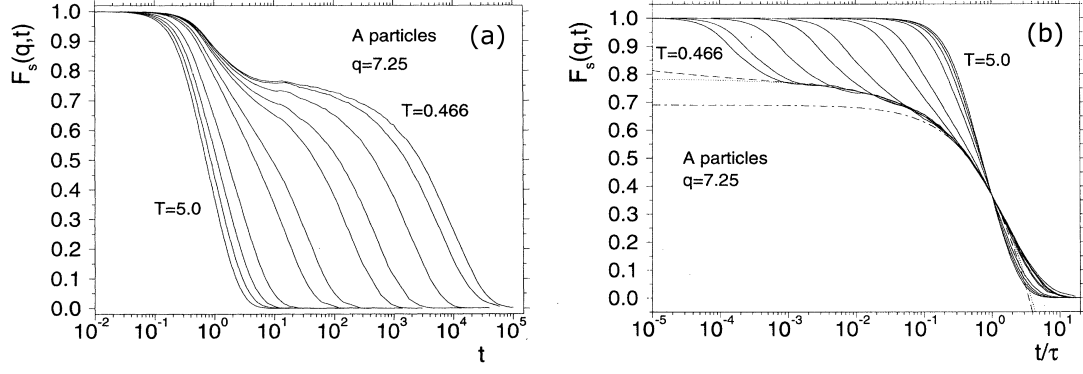 1.0
0.9
0.8
0.7
0.6
0.5
0.4
0.3
0.2
0.1
0.0
F_s(q,t)
(a)
A particles
q=7.25
T=0.466
T=5.0
10^-2 10^-1 10^0 10^1 10^2 10^3 10^4 10^5
t
1.0
0.9
0.8
0.7
0.6
0.5
0.4
0.3
0.2
0.1
0.0
F_s(q,t)
(b)
T=0.466
T=5.0
A particles
q=7.25
10^-5 10^-4 10^-3 10^-2 10^-1 10^0 10^1
t/τ